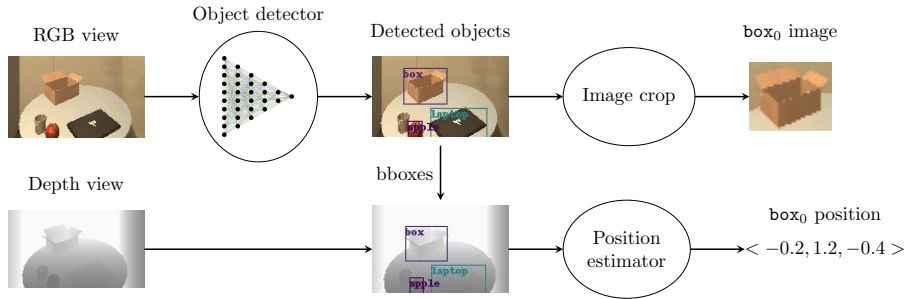 Object detector
RGB view
Detected objects
box₀ image
box
laptop
apple
Image crop
bboxes
Depth view
box
laptop
apple
Position
estimator
box₀ position
< −0.2, 1.2, −0.4 >